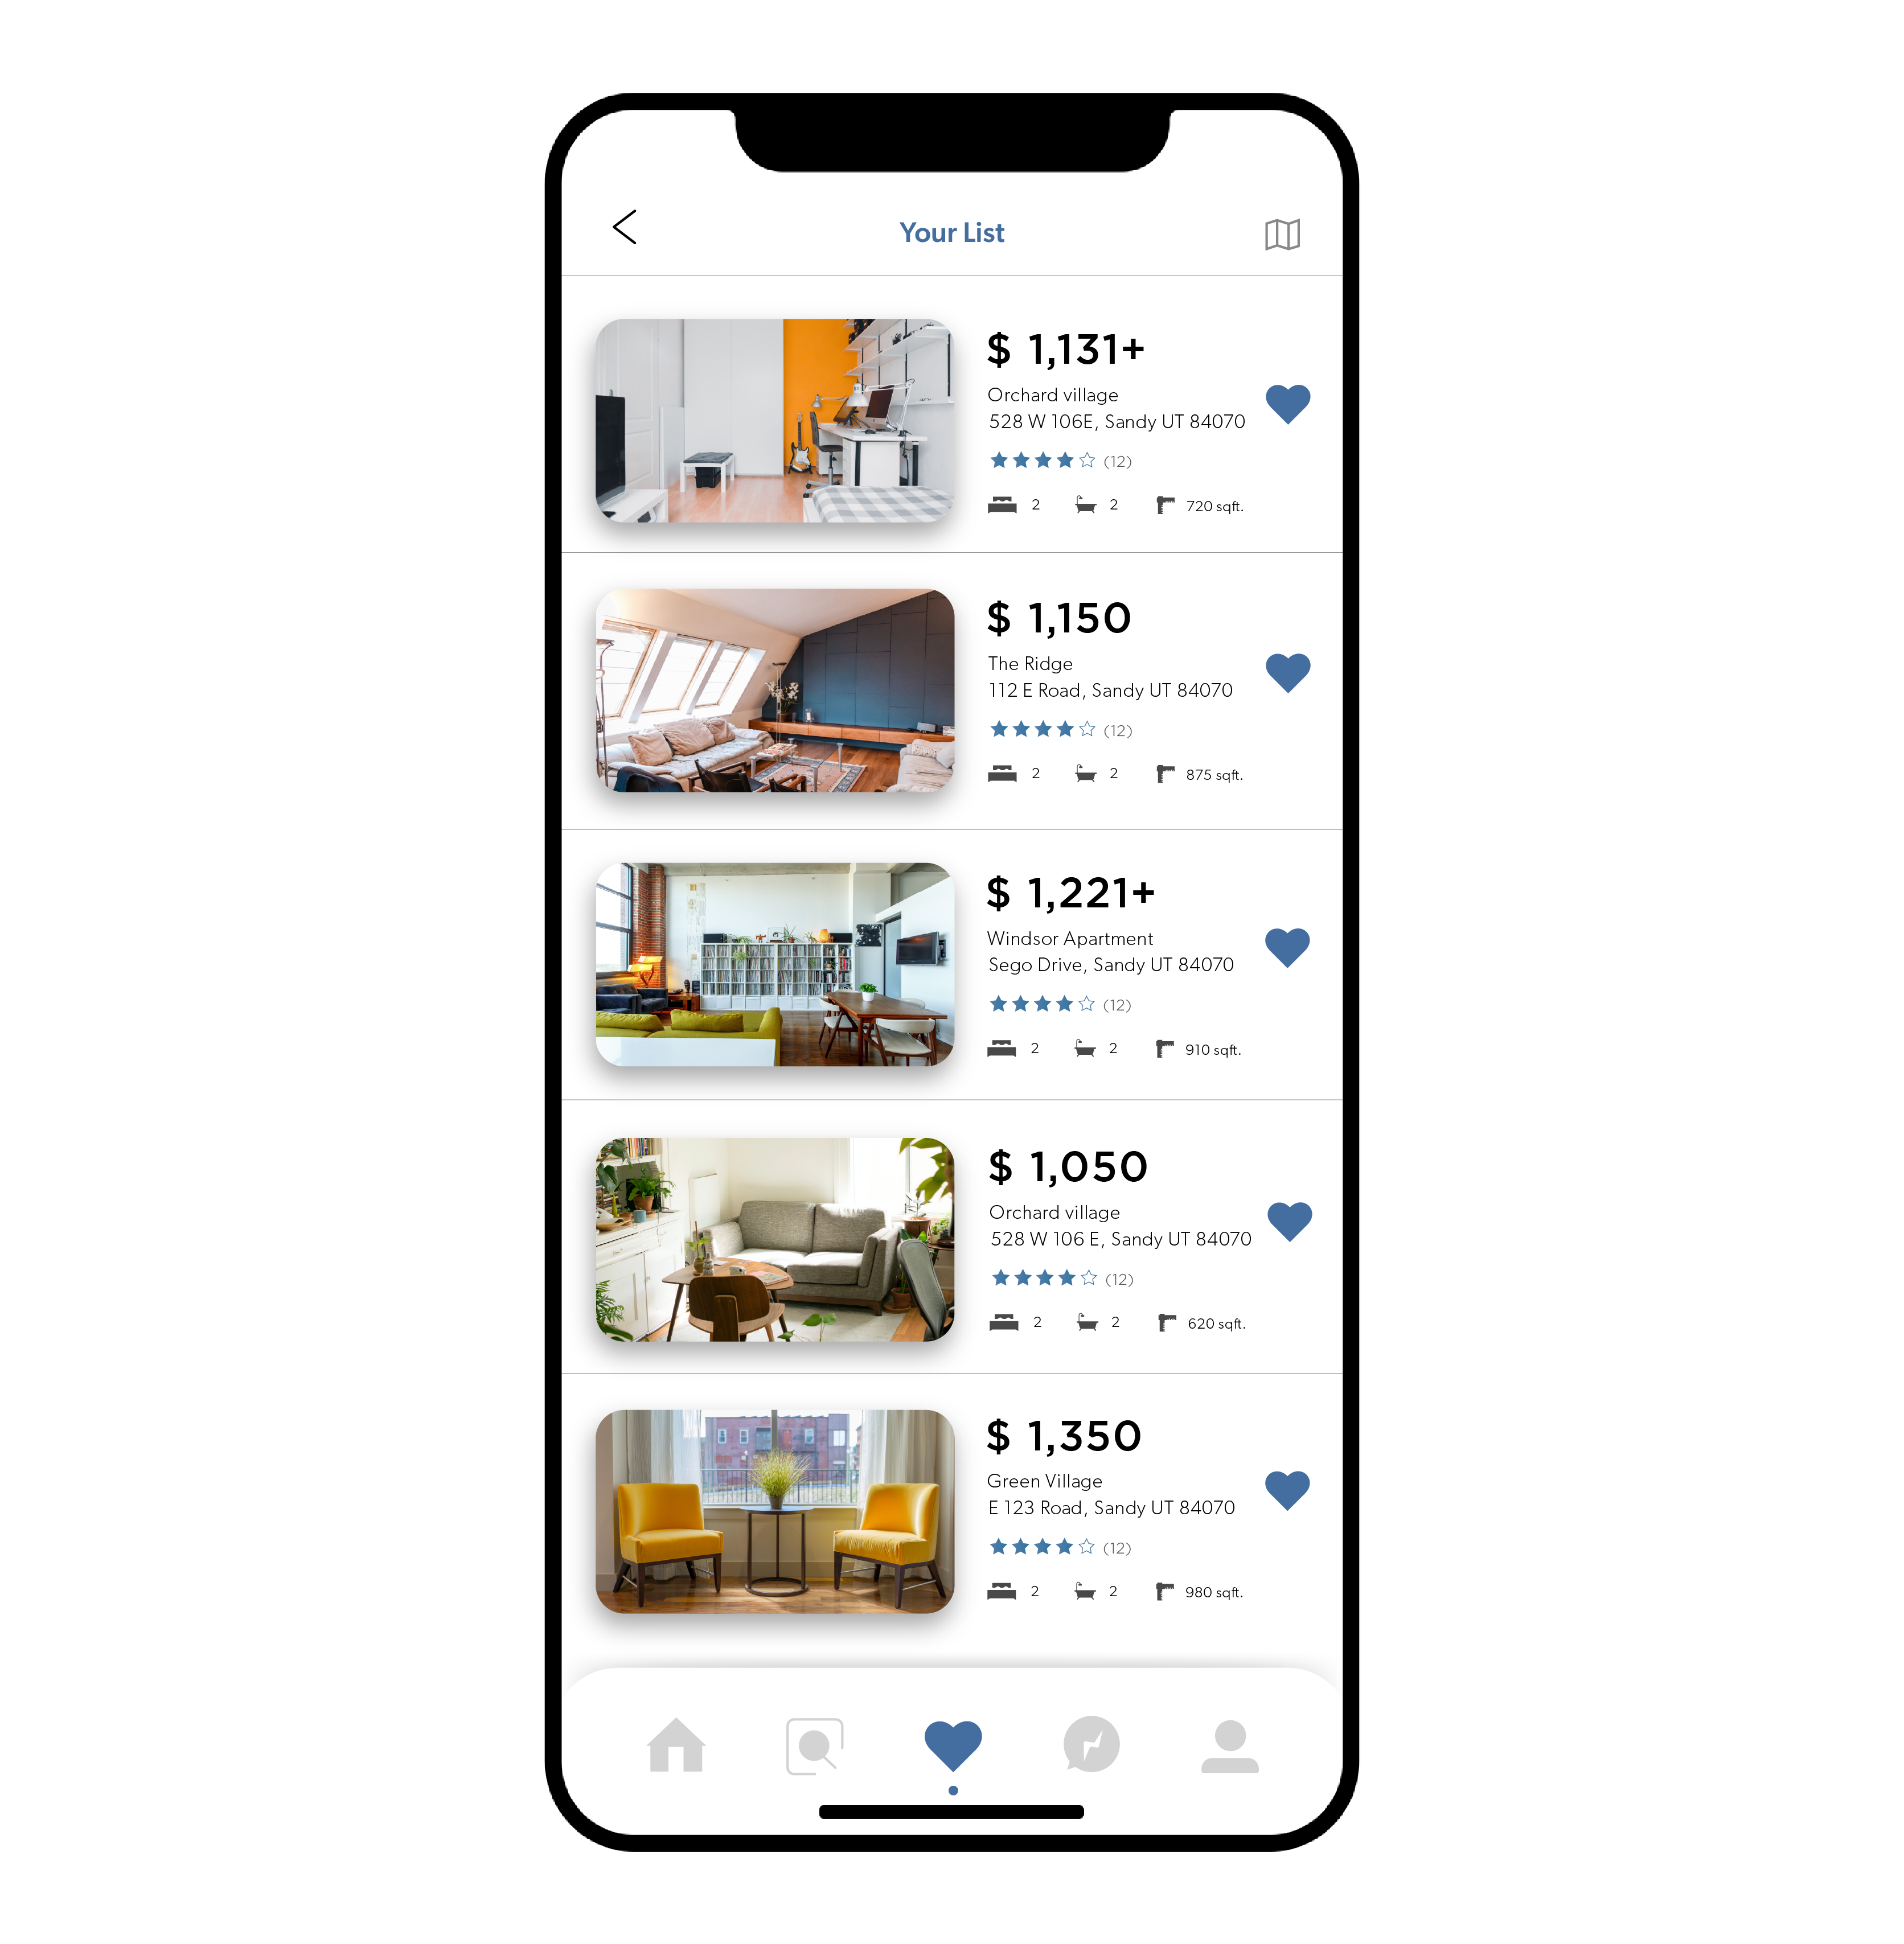 Your List
$ 1,131+
Orchard village
528 W 106E, Sandy UT 84070
(12)
2 2 720 sqft.
$ 1,150
The Ridge
112 E Road, Sandy UT 84070
(12)
2 2 875 sqft.
$ 1,221+
Windsor Apartment
Sego Drive, Sandy UT 84070
(12)
2 2 910 sqft.
$ 1,050
Orchard village
528 W 106 E, Sandy UT 84070
(12)
2 2 620 sqft.
$ 1,350
Green Village
E 123 Road, Sandy UT 84070
(12)
2 2 980 sqft.